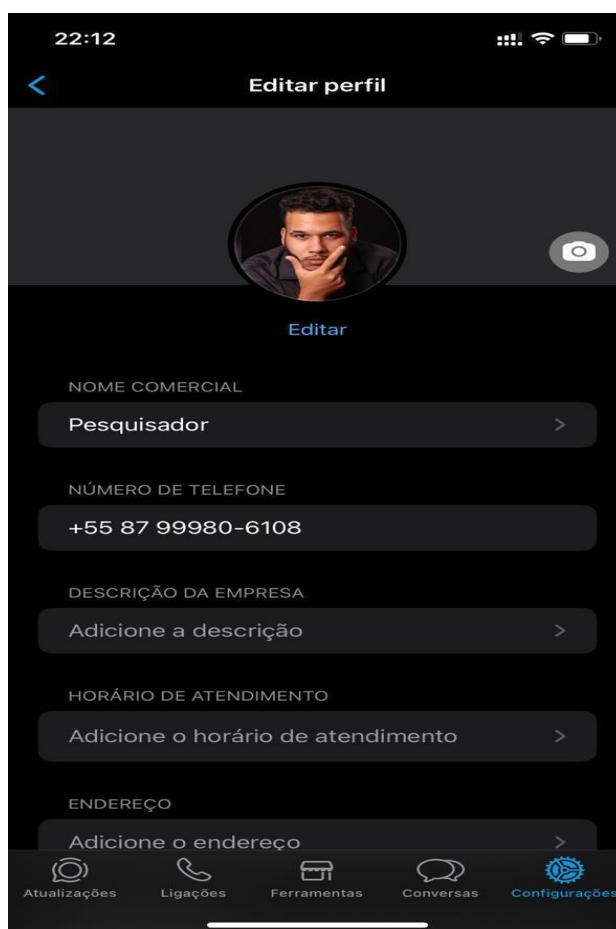 22:12
Editar perfil
Editar
NOME COMERCIAL
Pesquisador
NÚMERO DE TELEFONE
+55 87 99980-6108
DESCRIÇÃO DA EMPRESA
Adicione a descrição
HORÁRIO DE ATENDIMENTO
Adicione o horário de atendimento
ENDEREÇO
Adicione o endereço
Atualizações Ligações Ferramentas Conversas Configurações